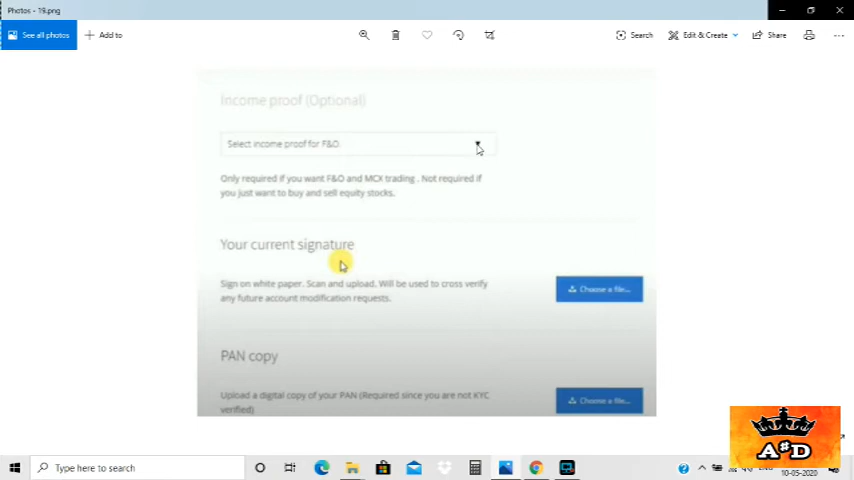 Photos - 19.png
See all photos
Add to
Search
Edit & Create
Share
Income proof (Optional)
Select income proof for F&O
Only required if you want F&O and MCX trading . Not required if
you just want to buy and sell equity stocks.
Your current signature
Sign on white paper. Scan and upload. Will be used to cross verify
any future account modification requests.
Choose a file...
PAN copy
Upload a digital copy of your PAN (Required since you are not KYC
verified)
Choose a file...
A#D
Type here to search
10-05-2020